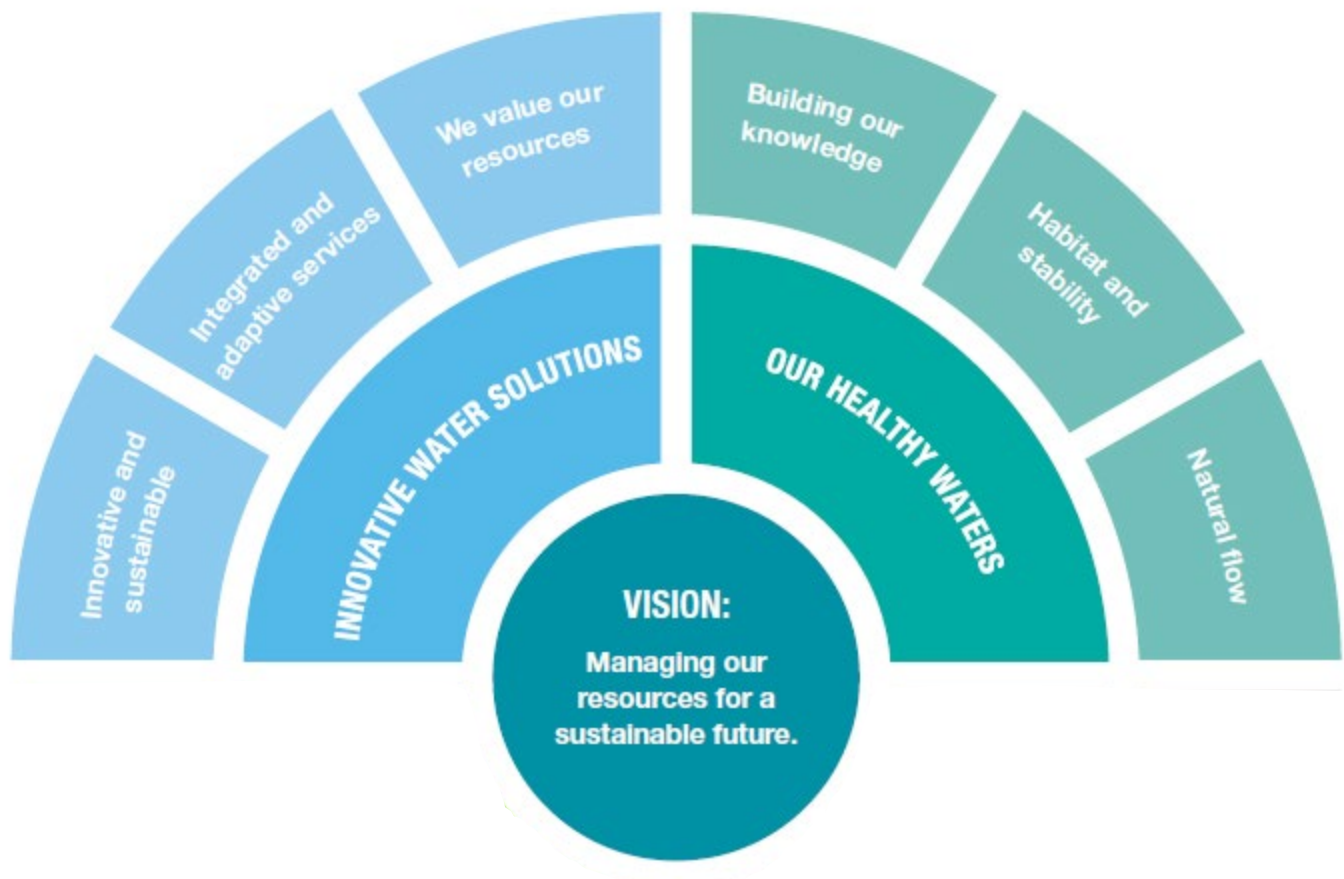 We value our
resources
Building our
knowledge
Integrated and
adaptive services
Habitat and
stability
Innovative and
sustainable
Natural flow
INNOVATIVE WATER SOLUTIONS
OUR HEALTHY WATERS
VISION:
Managing our
resources for a
sustainable future.